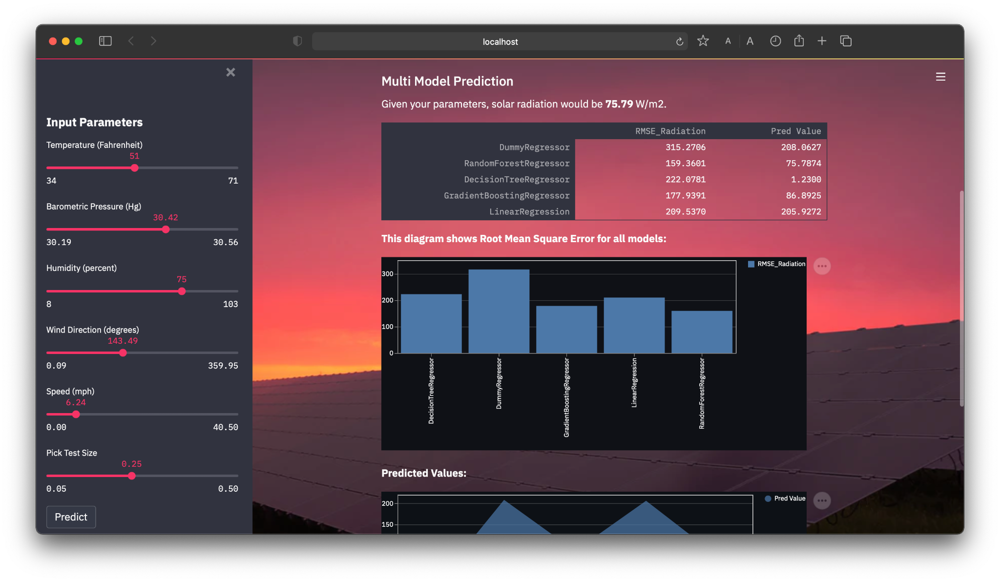 localhost
A A
Input Parameters
Temperature (Fahrenheit)
51
34 71
Barometric Pressure (Hg)
30.42
30.19 30.56
Humidity (percent)
75
8 103
Wind Direction (degrees)
143.49
0.09 359.95
Speed (mph)
6.24
0.00 40.50
Pick Test Size
0.25
0.05 0.50
Predict
Multi Model Prediction
Given your parameters, solar radiation would be 75.79 W/m2.
RMSE_Radiation Pred Value
DummyRegressor 315.2706 208.0627
RandomForestRegressor 159.3601 75.7874
DecisionTreeRegressor 222.0781 1.2300
GradientBoostingRegressor 177.9391 86.8925
LinearRegression 209.5370 205.9272
This diagram shows Root Mean Square Error for all models:
RMSE_Radiation
300
200
100
0
DecisionTreeRegressor
DummyRegressor
GradientBoostingRegressor
LinearRegression
RandomForestRegressor
Predicted Values:
Pred Value
200
150